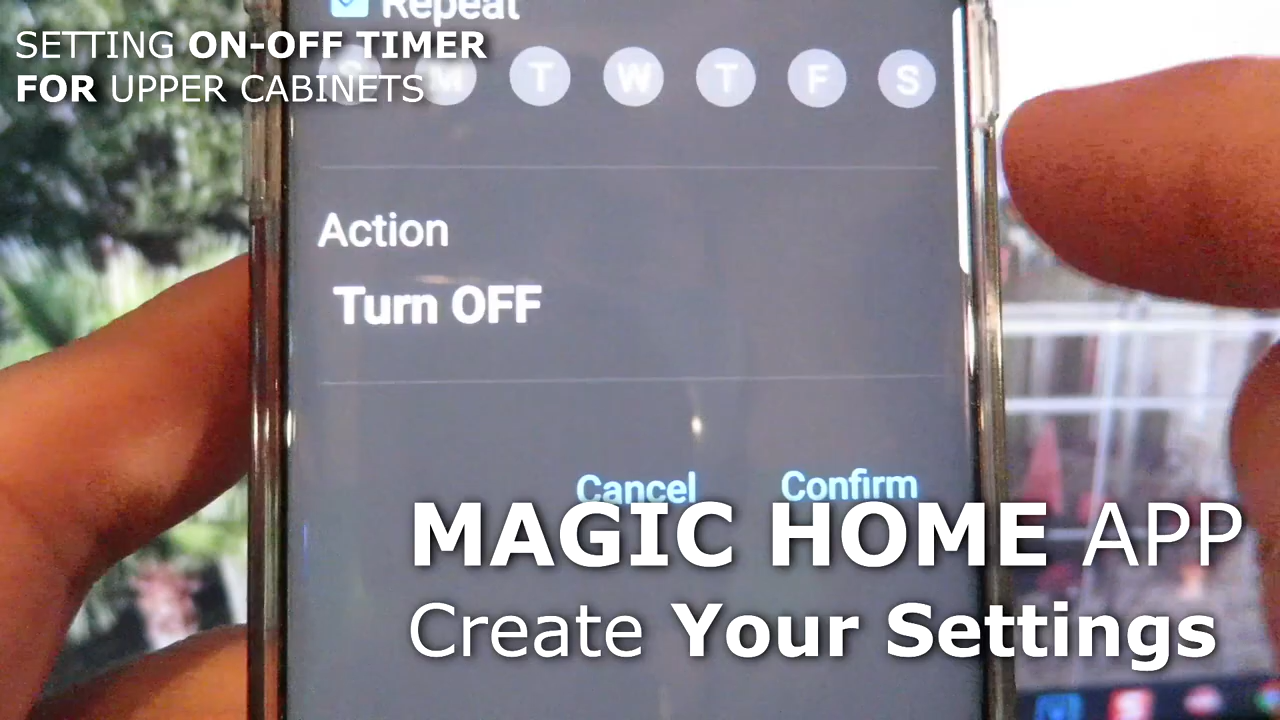 Repeat
SETTING ON-OFF TIMER
FOR UPPER CABINETS
S M T W T F S
Action
Turn OFF
Cancel Confirm
MAGIC HOME APP
Create Your Settings